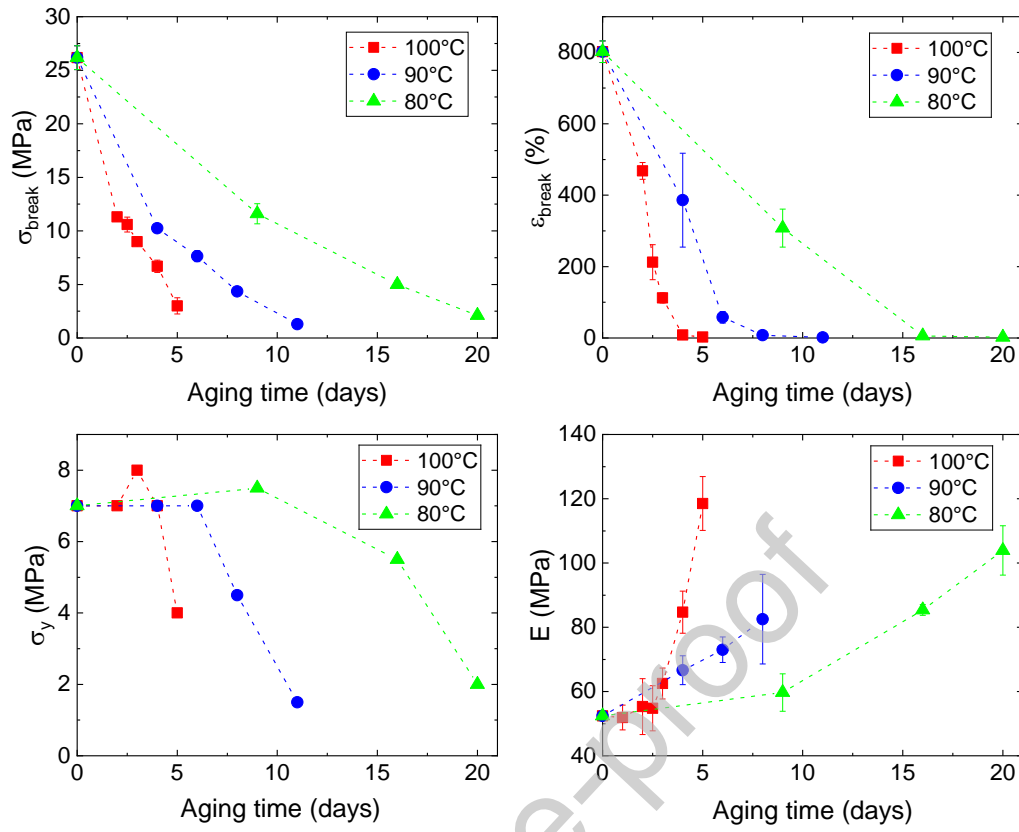 30
25
20
15
10
5
0
σbreak (MPa)
0 5 10 15 20
Aging time (days)
100°C
90°C
80°C
800
600
400
200
0
εbreak (%)
0 5 10 15 20
Aging time (days)
100°C
90°C
80°C
8
6
4
2
0
σy (MPa)
0 5 10 15 20
Aging time (days)
100°C
90°C
80°C
140
120
100
80
60
40
E (MPa)
0 5 10 15 20
Aging time (days)
100°C
90°C
80°C
e-proof